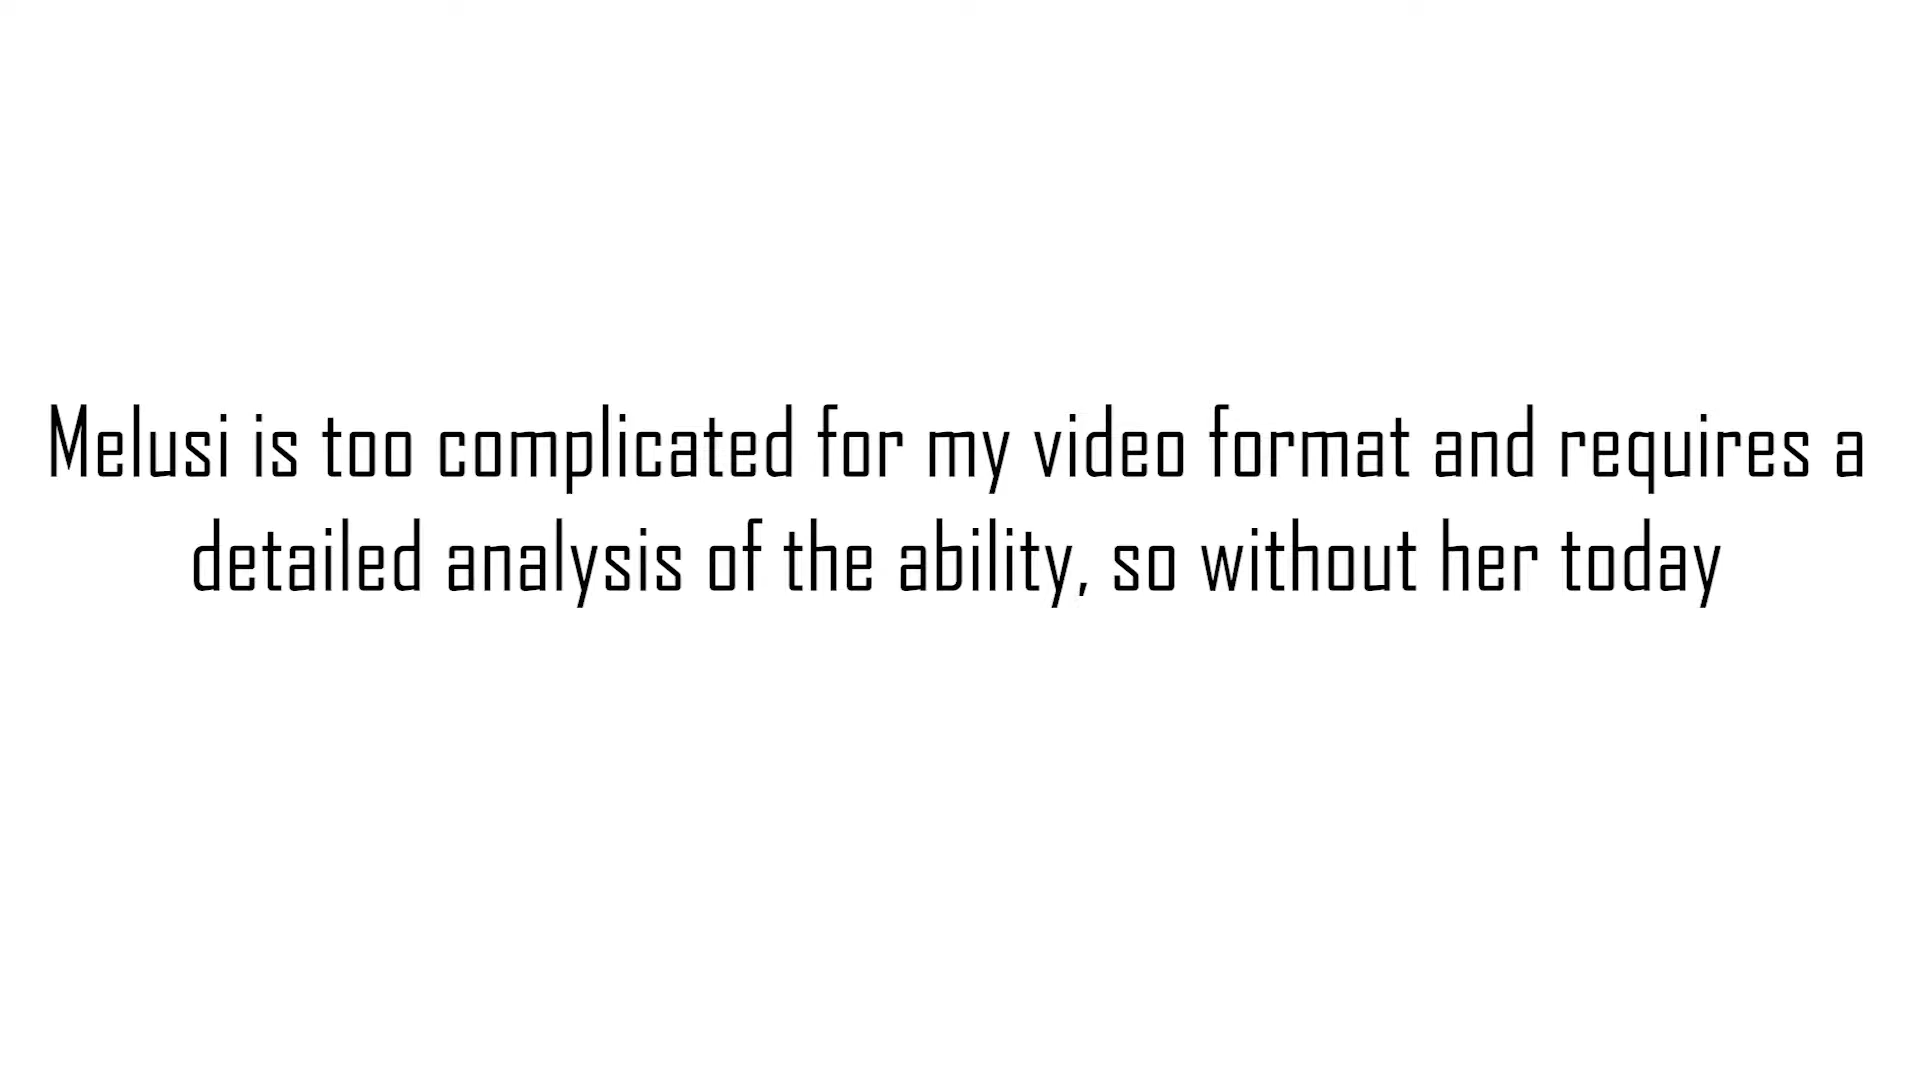 Melusi is too complicated for my video format and requires a
detailed analysis of the ability, so without her today